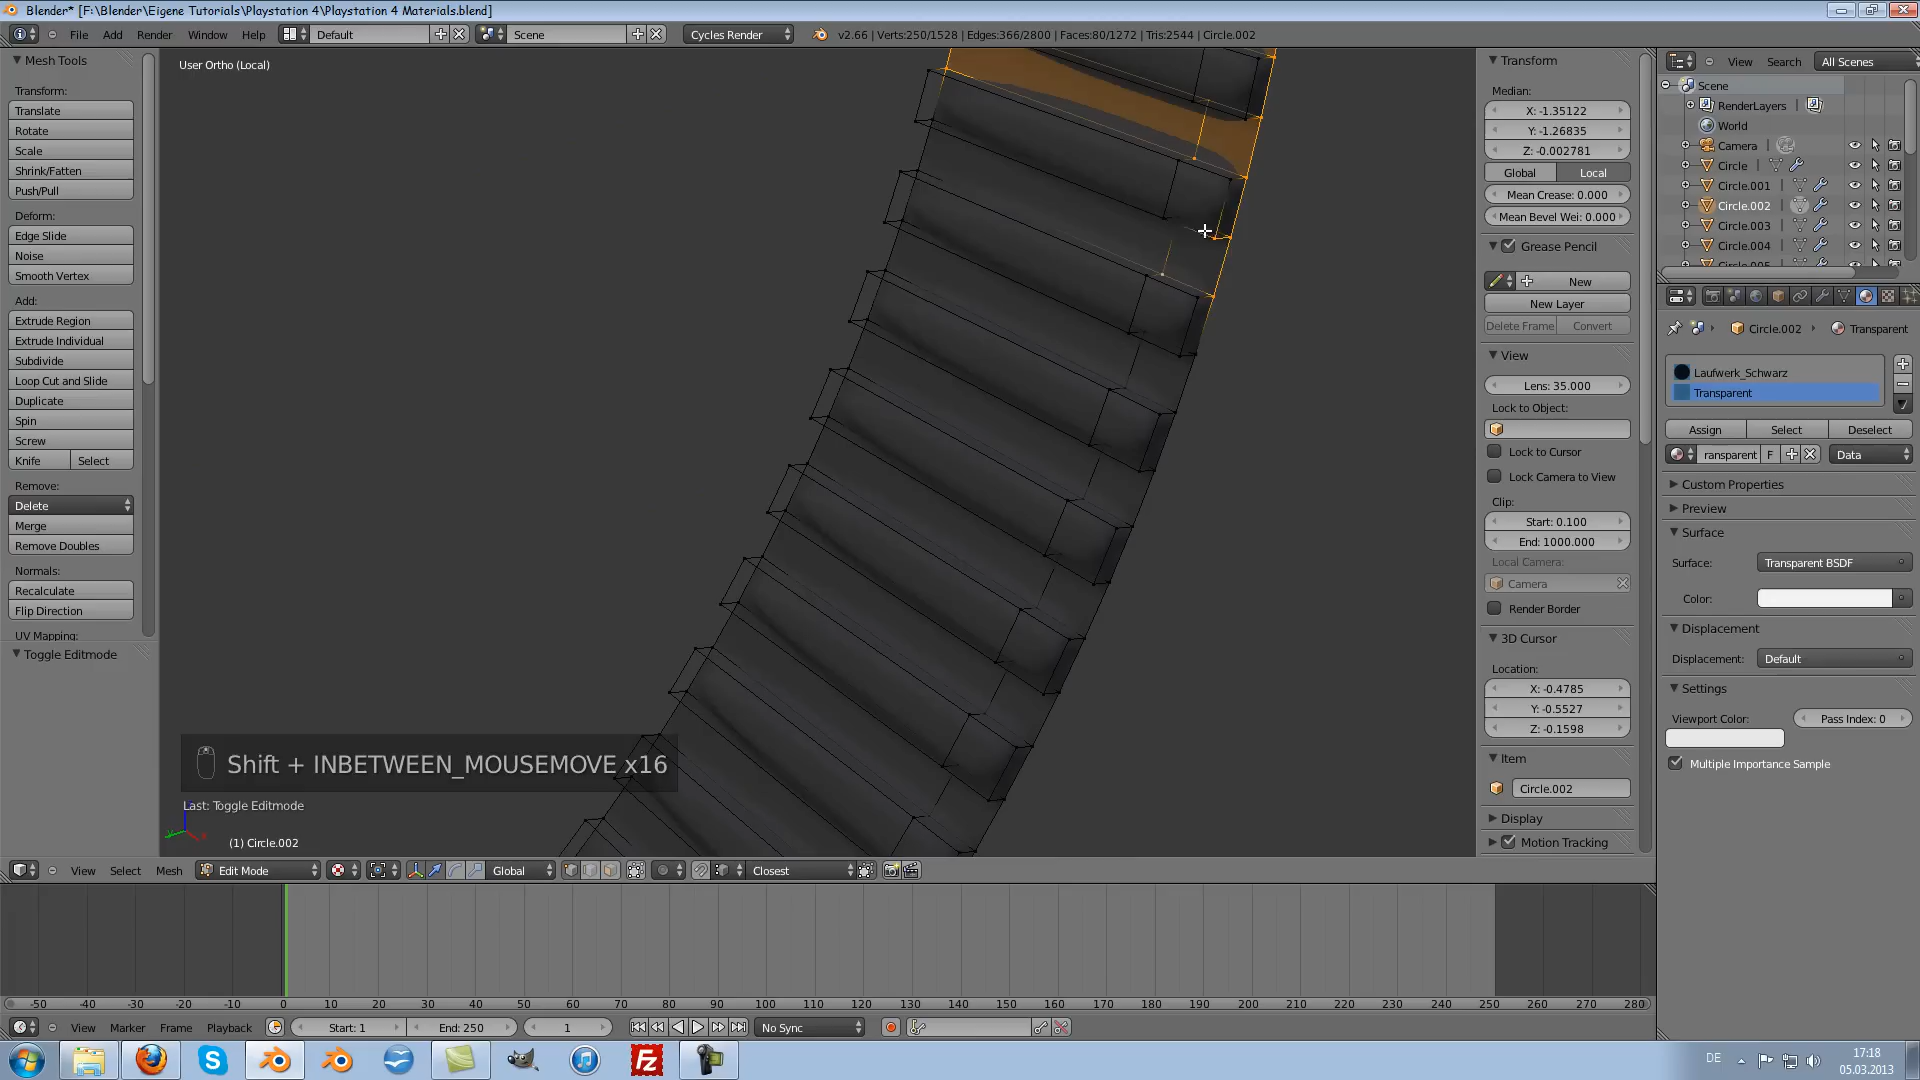 Blender* [F:\Blender\Eigene Tutorials\Playstation 4\Playstation 4 Materials.blend]
File Add Render Window Help Default Scene Cycles Render v2.66 | Verts:250/1528 | Edges:366/2800 | Faces:80/1272 | Tris:2544 | Circle.002
Mesh Tools
Transform:
Translate
Rotate
Scale
Shrink/Fatten
Push/Pull
Deform:
Edge Slide
Noise
Smooth Vertex
Add:
Extrude Region
Extrude Individual
Subdivide
Loop Cut and Slide
Duplicate
Spin
Screw
Knife Select
Remove:
Delete
Merge
Remove Doubles
Normals:
Recalculate
Flip Direction
UV Mapping:
Toggle Editmode
User Ortho (Local)
Shift + INBETWEEN_MOUSEMOVE x16
Last: Toggle Editmode
(1) Circle.002
Transform
Median:
X: -1.35122
Y: -1.26835
Z: -0.002781
Global Local
Mean Crease: 0.000
Mean Bevel Wei: 0.000
Grease Pencil
New
New Layer
Delete Frame Convert
View
Lens: 35.000
Lock to Object:
Lock to Cursor
Lock Camera to View
Clip:
Start: 0.100
End: 1000.000
Local Camera:
Camera
Render Border
3D Cursor
Location:
X: -0.4785
Y: -0.5527
Z: -0.1598
Item
Circle.002
Display
Motion Tracking
View Search All Scenes
Scene
RenderLayers
World
Camera
Circle
Circle.001
Circle.002
Circle.003
Circle.004
Circle.002 Transparent
Laufwerk_Schwarz
Transparent
Assign Select Deselect
ransparent F Data
Custom Properties
Preview
Surface
Surface: Transparent BSDF
Color:
Displacement
Displacement: Default
Settings
Viewport Color: Pass Index: 0
Multiple Importance Sample
View Select Mesh Edit Mode Global Closest
-50 -40 -30 -20 -10 0 10 20 30 40 50 60 70 80 90 100 110 120 130 140 150 160 170 180 190 200 210 220 230 240 250 260 270 280
View Marker Frame Playback Start: 1 End: 250 1 No Sync
DE 17:18
05.03.2013